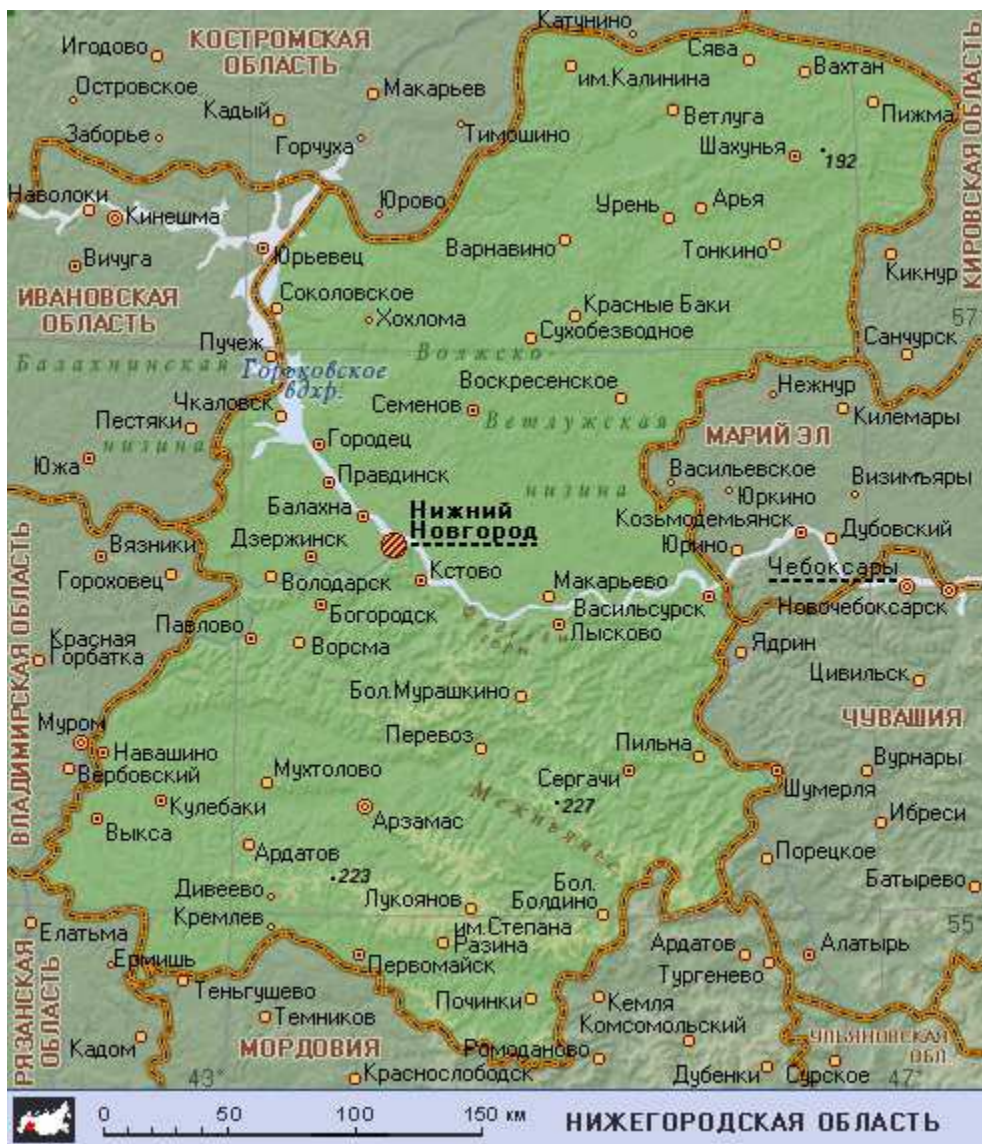 Катунино
Игодово
КОСТРОМСКАЯ
ОБЛАСТЬ
Сява
Вахтан
им.Калинина
Островское
Макарьев
Кадый
Ветлуга
Пижма
Заборье
Горчуха
Тимошино
Шахунья
192
КИРОВСКАЯ ОБЛАСТЬ
Наволоки
Кинешма
Юрово
Урень
Арья
Варнавино
Тонкино
Вичуга
Юрьевец
Кикнур
ИВАНОВСКАЯ
ОБЛАСТЬ
Соколовское
Хохлома
Красные Баки
57°
Сухобезводное
Санчурск
Пучеж
Балахнинская
низина
Волжско-
Ветлужская
низина
Горьковское
вдхр.
Воскресенское
Нежнур
Чкаловск
Семенов
Килемары
Пестяки
Городец
МАРИЙ ЭЛ
Южа
Правдинск
Васильевское
Визимъяры
Юркино
Балахна
Нижний
Новгород
Козьмодемьянск
Дубовский
Вязники
Дзержинск
Юрино
Гороховец
Володарск
Кстово
Макарьево
Чебоксары
ВЛАДИМИРСКАЯ ОБЛАСТЬ
Богородск
Васильсурск
Новочебоксарск
Павлово
Лысково
Красная
Горбатка
Ворсма
Ядрин
Цивильск
Бол.Мурашкино
ЧУВАШИЯ
Муром
Перевоз
Пильна
Навашино
Вурнары
Вербовский
Мухтолово
Сергачи
Шумерля
Межпьянье
227
Кулебаки
Ибреси
Выкса
Арзамас
Ардатов
Порецкое
223
Дивеево
Лукоянов
Бол.
Болдино
Батырево
Кремлев
55°
Елатьма
им.Степана
Разина
Ардатов
Алатырь
Ермишь
Первомайск
Тургенево
РЯЗАНСКАЯ
ОБЛАСТЬ
Теньгушево
Починки
Кемля
Темников
Комсомольский
Кадом
МОРДОВИЯ
Ромоданово
УЛЬЯНОВСКАЯ
ОБЛ.
Краснослободск
Дубенки
Сурское
43°
47°
0 50 100 150 км
НИЖЕГОРОДСКАЯ ОБЛАСТЬ